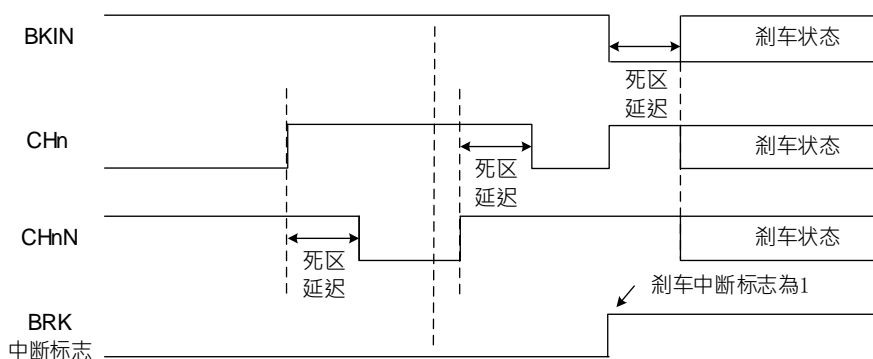 BKIN
刹车状态
死区
延迟
CHn
刹车状态
死区
延迟
CHnN
刹车状态
死区
延迟
刹车中断标志為1
BRK
中断标志